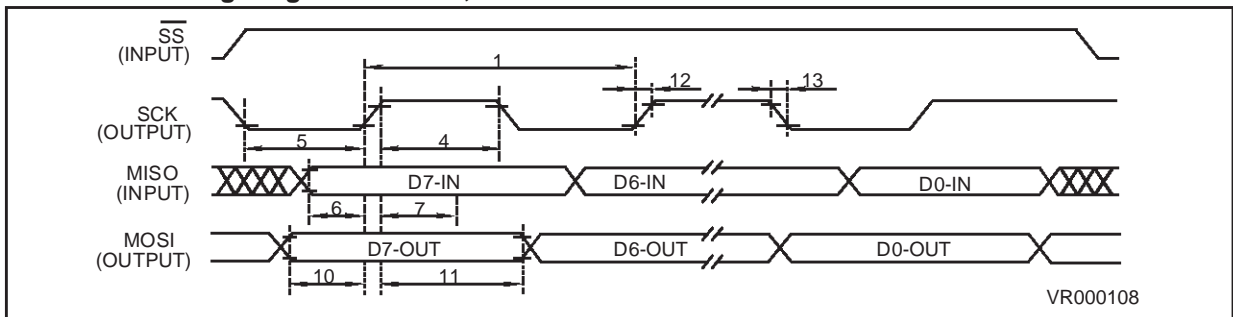 SS
(INPUT)
1
12
13
SCK
(OUTPUT)
5
4
MISO
(INPUT)
D7-IN
D6-IN
D0-IN
6
7
MOSI
(OUTPUT)
D7-OUT
D6-OUT
D0-OUT
10
11
VR000108